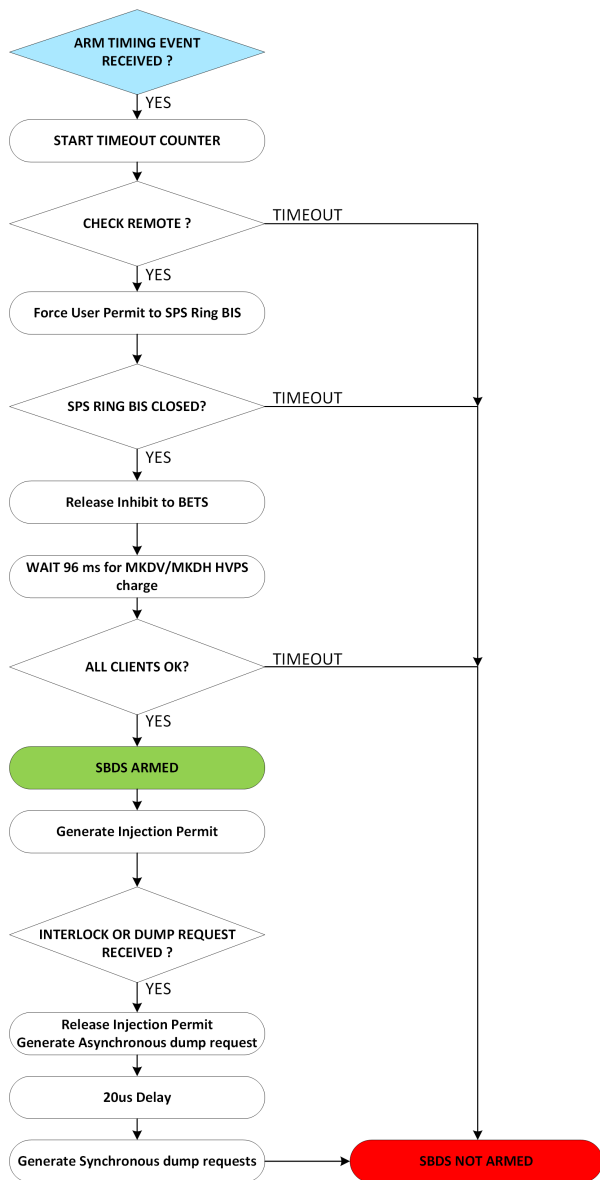 ARM TIMING EVENT
RECEIVED ?
YES
START TIMEOUT COUNTER
CHECK REMOTE ?
TIMEOUT
YES
Force User Permit to SPS Ring BIS
SPS RING BIS CLOSED?
TIMEOUT
YES
Release Inhibit to BETS
WAIT 96 ms for MKDV/MKDH HVPS
charge
ALL CLIENTS OK?
TIMEOUT
YES
SBDS ARMED
Generate Injection Permit
INTERLOCK OR DUMP REQUEST
RECEIVED ?
YES
Release Injection Permit
Generate Asynchronous dump request
20us Delay
Generate Synchronous dump requests
SBDS NOT ARMED